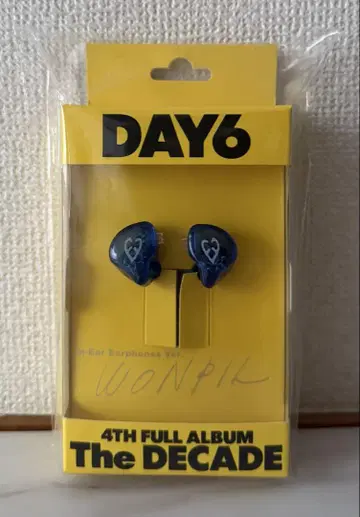 DAY6
In-Ear Earphones Ver.
WONPIL
4TH FULL ALBUM
The DECADE